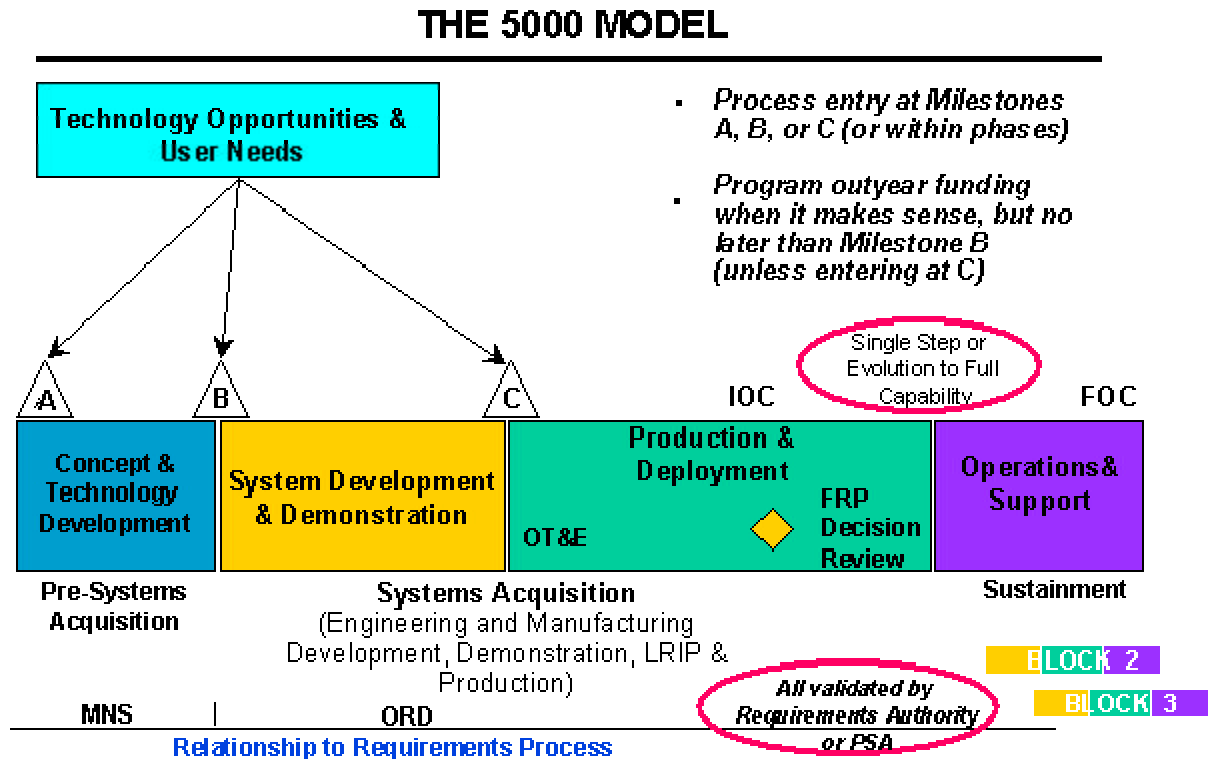 THE 5000 MODEL
Technology Opportunities &
User Needs
▪ Process entry at Milestones
A, B, or C (or within phases)
▪ Program outyear funding
when it makes sense, but no
later than Milestone B
(unless entering at C)
Single Step or
Evolution to Full
Capability
A
B
C
IOC
FOC
Concept &
Technology
Development
System Development
& Demonstration
Production &
Deployment
OT&E
FRP
Decision
Review
Operations&
Support
Pre-Systems
Acquisition
Systems Acquisition
(Engineering and Manufacturing
Development, Demonstration, LRIP &
Production)
Sustainment
BLOCK 2
BLOCK 3
MNS
ORD
All validated by
Requirements Authority
or PSA
Relationship to Requirements Process